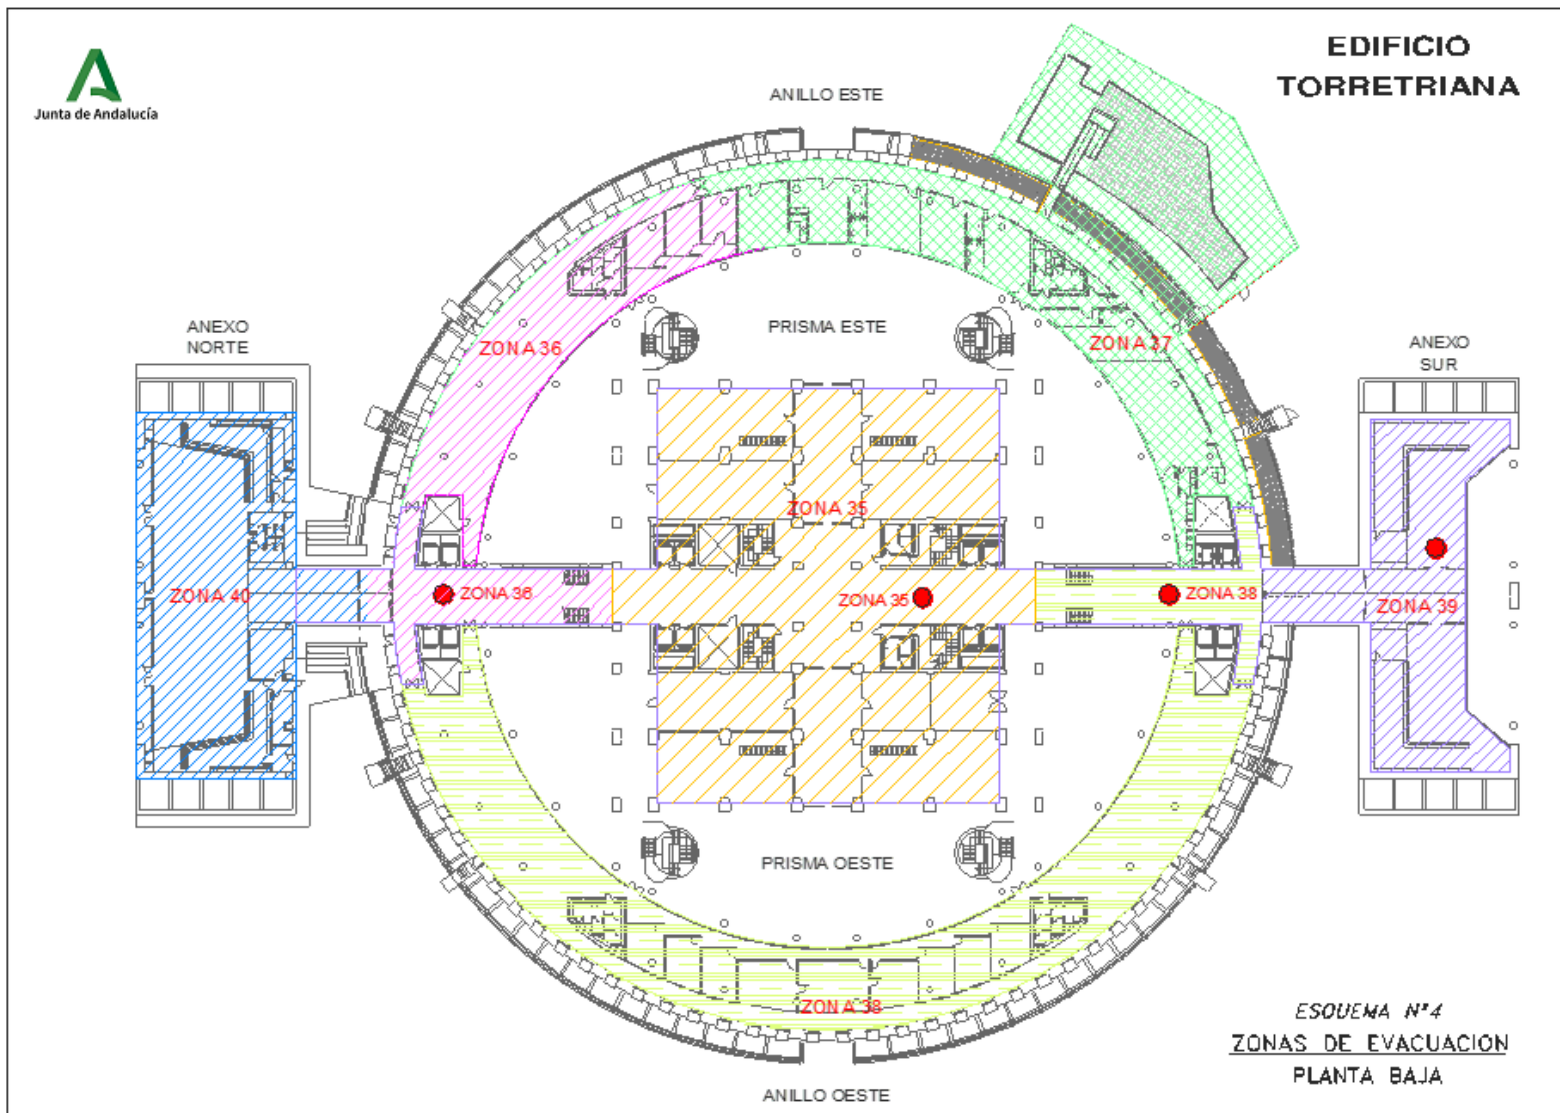 EDIFICIO
TORRETRIANA
Junta de Andalucía
ANILLO ESTE
ANEXO
NORTE
PRISMA ESTE
ZONA 36
ZONA 37
ANEXO
SUR
ZONA 35
ZONA 40
ZONA 36
ZONA 35
ZONA 38
ZONA 39
PRISMA OESTE
ZONA 38
ESQUEMA Nº4
ZONAS DE EVACUACION
PLANTA BAJA
ANILLO OESTE